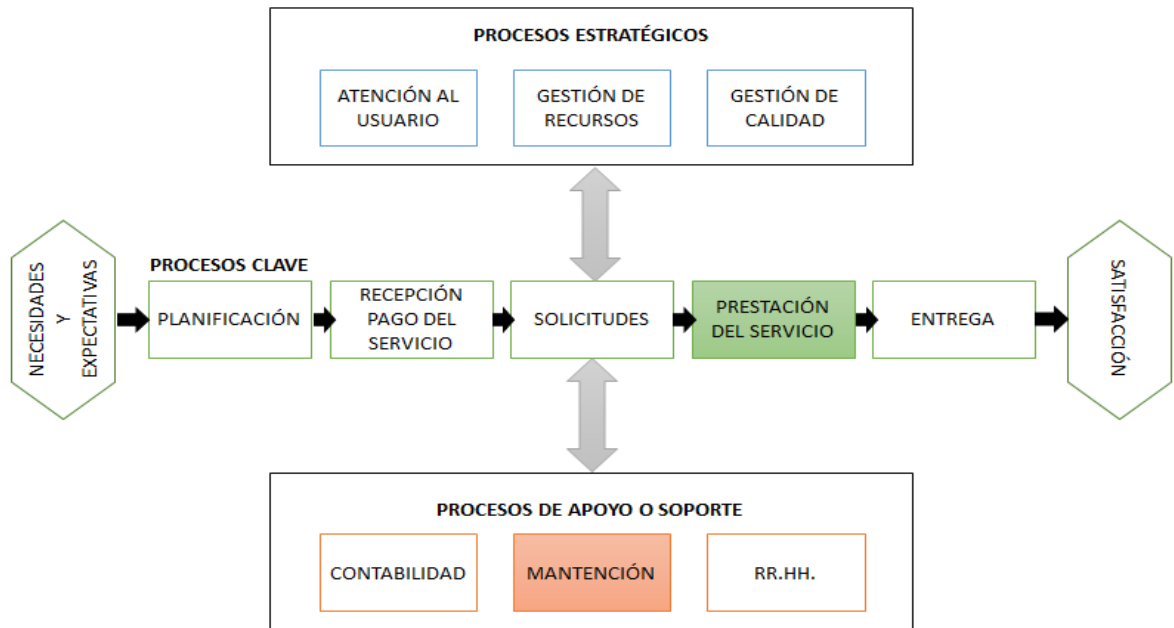 PROCESOS ESTRATÉGICOS
ATENCIÓN AL
USUARIO
GESTIÓN DE
RECURSOS
GESTIÓN DE
CALIDAD
NECESIDADES
Y
EXPECTATIVAS
PROCESOS CLAVE
PLANIFICACIÓN
RECEPCIÓN
PAGO DEL
SERVICIO
SOLICITUDES
PRESTACIÓN
DEL SERVICIO
ENTREGA
SATISFACCIÓN
PROCESOS DE APOYO O SOPORTE
CONTABILIDAD
MANTENCIÓN
RR.HH.